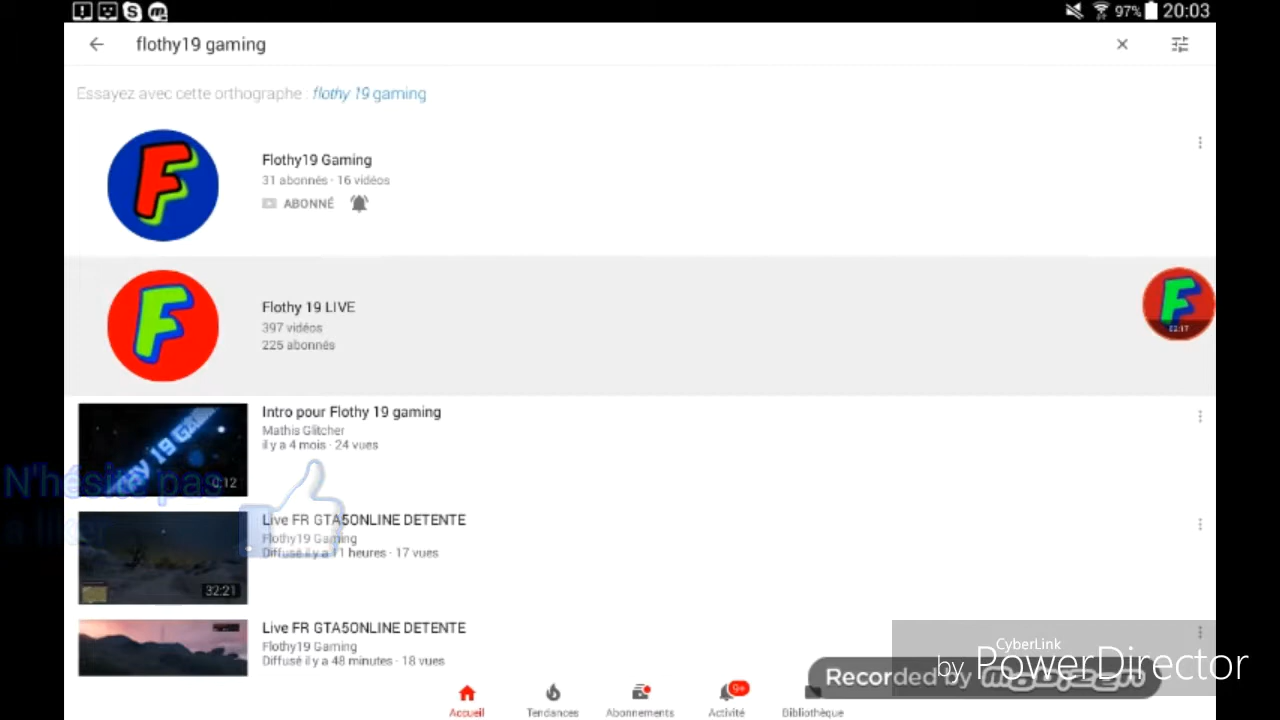 97% 20:03
flothy19 gaming
Essayez avec cette orthographe : flothy 19 gaming
F
Flothy19 Gaming
31 abonnés · 16 vidéos
ABONNÉ
F
Flothy 19 LIVE
397 vidéos
225 abonnés
F
02:17
Intro pour Flothy 19 gaming
Mathis Glitcher
il y a 4 mois · 24 vues
0:12
N'hésite pas
a liker
Live FR GTA5ONLINE DETENTE
Flothy19 Gaming
Diffusé il y a 11 heures · 17 vues
32:21
Live FR GTA5ONLINE DETENTE
Flothy19 Gaming
Diffusé il y a 48 minutes · 18 vues
CyberLink
by PowerDirector
Recorded by MOBIZEN
Accueil
Tendances
Abonnements
9+
Activité
Bibliothèque